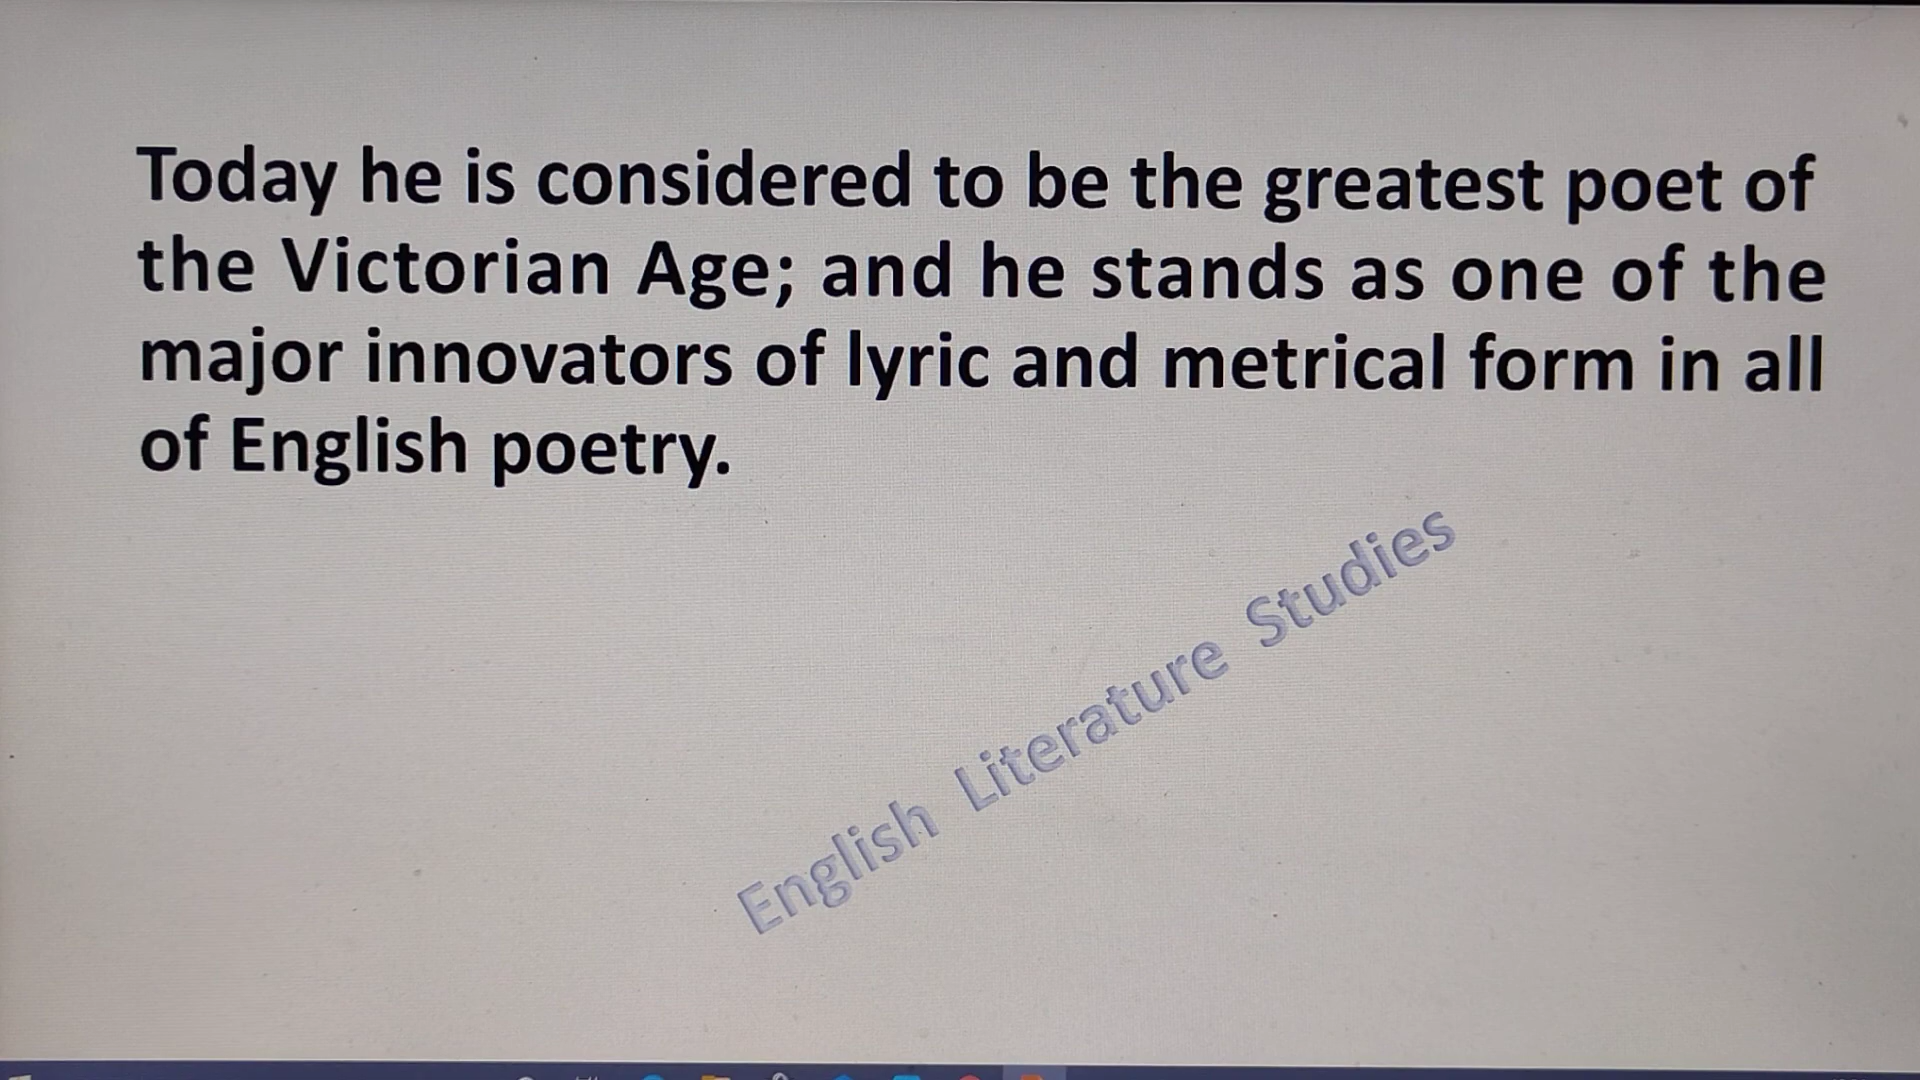 Today he is considered to be the greatest poet of
the Victorian Age; and he stands as one of the
major innovators of lyric and metrical form in all
of English poetry.
English Literature Studies